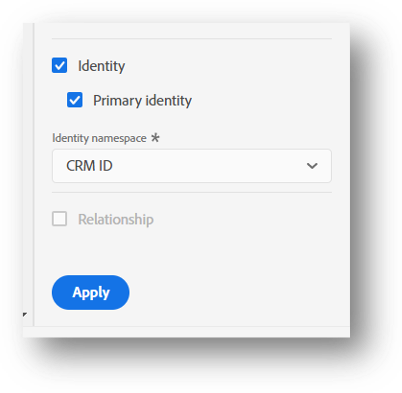 Identity
Primary identity
Identity namespace *
CRM ID
Relationship
Apply